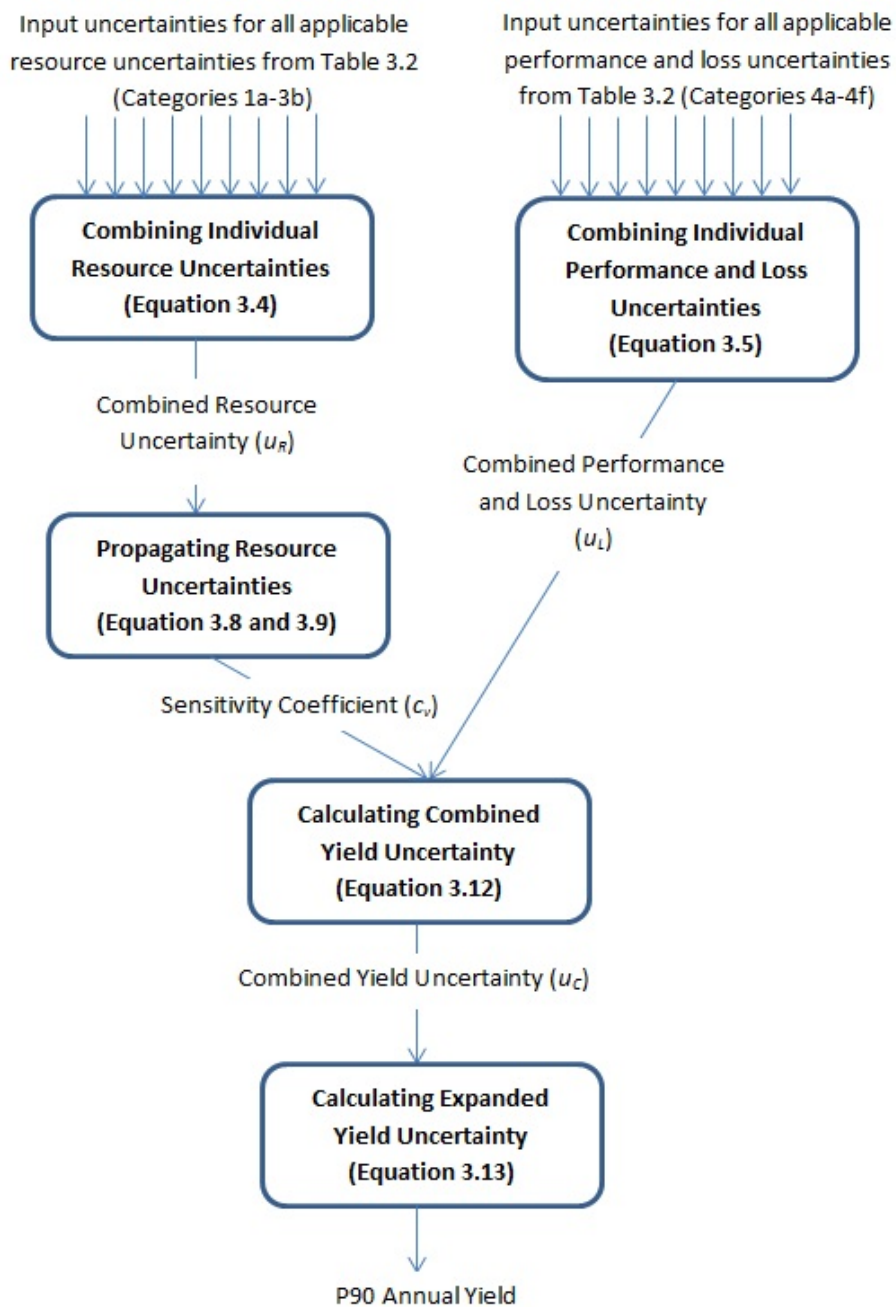 Input uncertainties for all applicable
resource uncertainties from Table 3.2
(Categories 1a-3b)
Input uncertainties for all applicable
performance and loss uncertainties
from Table 3.2 (Categories 4a-4f)
Combining Individual
Resource Uncertainties
(Equation 3.4)
Combining Individual
Performance and Loss
Uncertainties
(Equation 3.5)
Combined Resource
Uncertainty (uR)
Combined Performance
and Loss Uncertainty
(uL)
Propagating Resource
Uncertainties
(Equation 3.8 and 3.9)
Sensitivity Coefficient (cv)
Calculating Combined
Yield Uncertainty
(Equation 3.12)
Combined Yield Uncertainty (uC)
Calculating Expanded
Yield Uncertainty
(Equation 3.13)
P90 Annual Yield